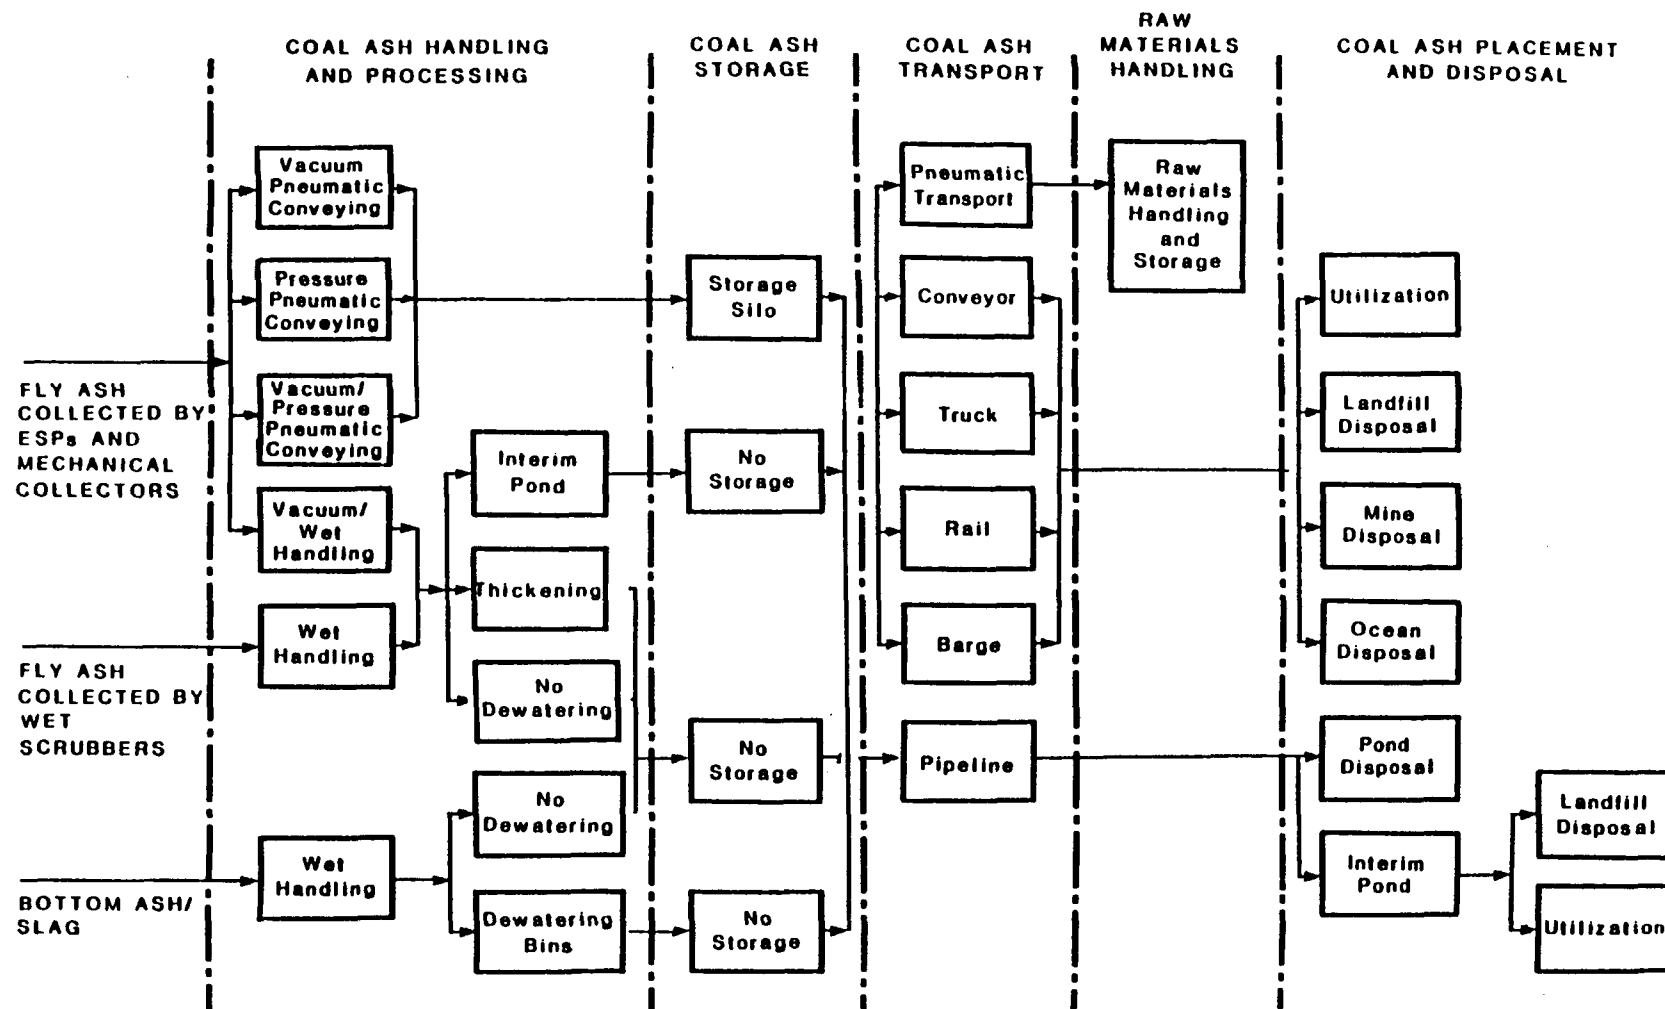 COAL ASH HANDLING
AND PROCESSING
COAL ASH
STORAGE
COAL ASH
TRANSPORT
RAW
MATERIALS
HANDLING
COAL ASH PLACEMENT
AND DISPOSAL
FLY ASH
COLLECTED BY
ESPs AND
MECHANICAL
COLLECTORS
FLY ASH
COLLECTED BY
WET
SCRUBBERS
BOTTOM ASH/
SLAG
Vacuum
Pneumatic
Conveying
Pressure
Pneumatic
Conveying
Vacuum/
Pressure
Pneumatic
Conveying
Vacuum/
Wet
Handling
Wet
Handling
Wet
Handling
Interim
Pond
Thickening
No
Dewatering
No
Dewatering
Dewatering
Bins
Storage
Silo
No
Storage
No
Storage
No
Storage
Pneumatic
Transport
Conveyor
Truck
Rail
Barge
Pipeline
Raw
Materials
Handling
and
Storage
Utilization
Landfill
Disposal
Mine
Disposal
Ocean
Disposal
Pond
Disposal
Interim
Pond
Landfill
Disposal
Utilization